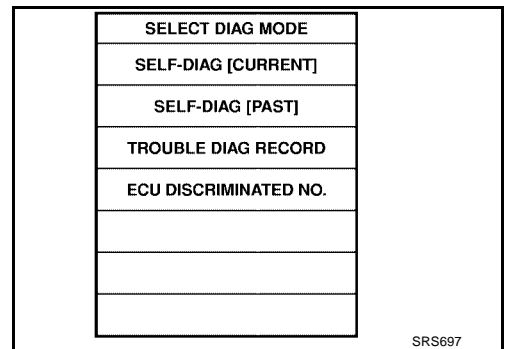 SELECT DIAG MODE
SELF-DIAG [CURRENT]
SELF-DIAG [PAST]
TROUBLE DIAG RECORD
ECU DISCRIMINATED NO.
SRS697